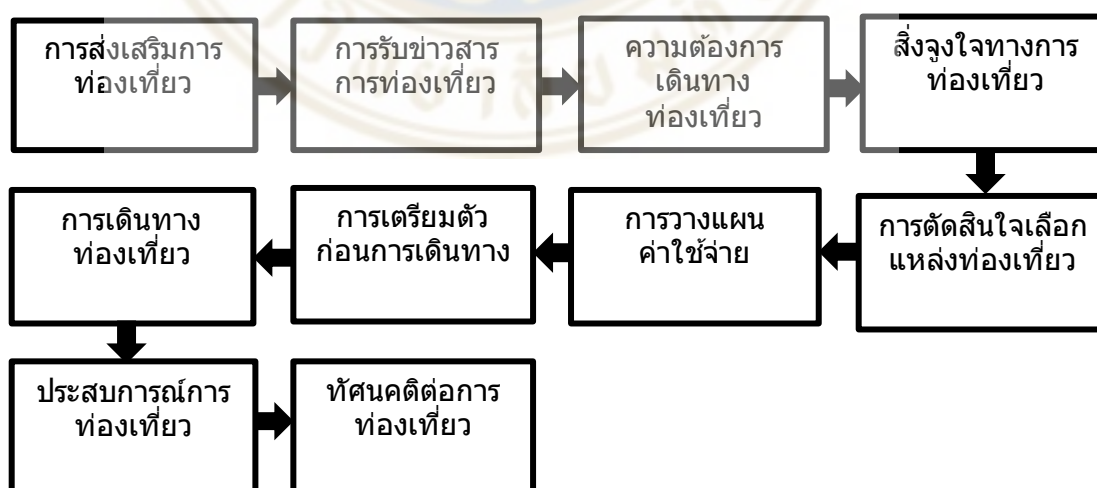 การส่งเสริมการ
ท่องเที่ยว
การรับข่าวสาร
การท่องเที่ยว
ความต้องการ
เดินทาง
ท่องเที่ยว
สิ่งจูงใจทางการ
ท่องเที่ยว
การตัดสินใจเลือก
แหล่งท่องเที่ยว
การวางแผน
ค่าใช้จ่าย
การเตรียมตัว
ก่อนการเดินทาง
การเดินทาง
ท่องเที่ยว
ประสบการณ์การ
ท่องเที่ยว
ทัศนคติต่อการ
ท่องเที่ยว